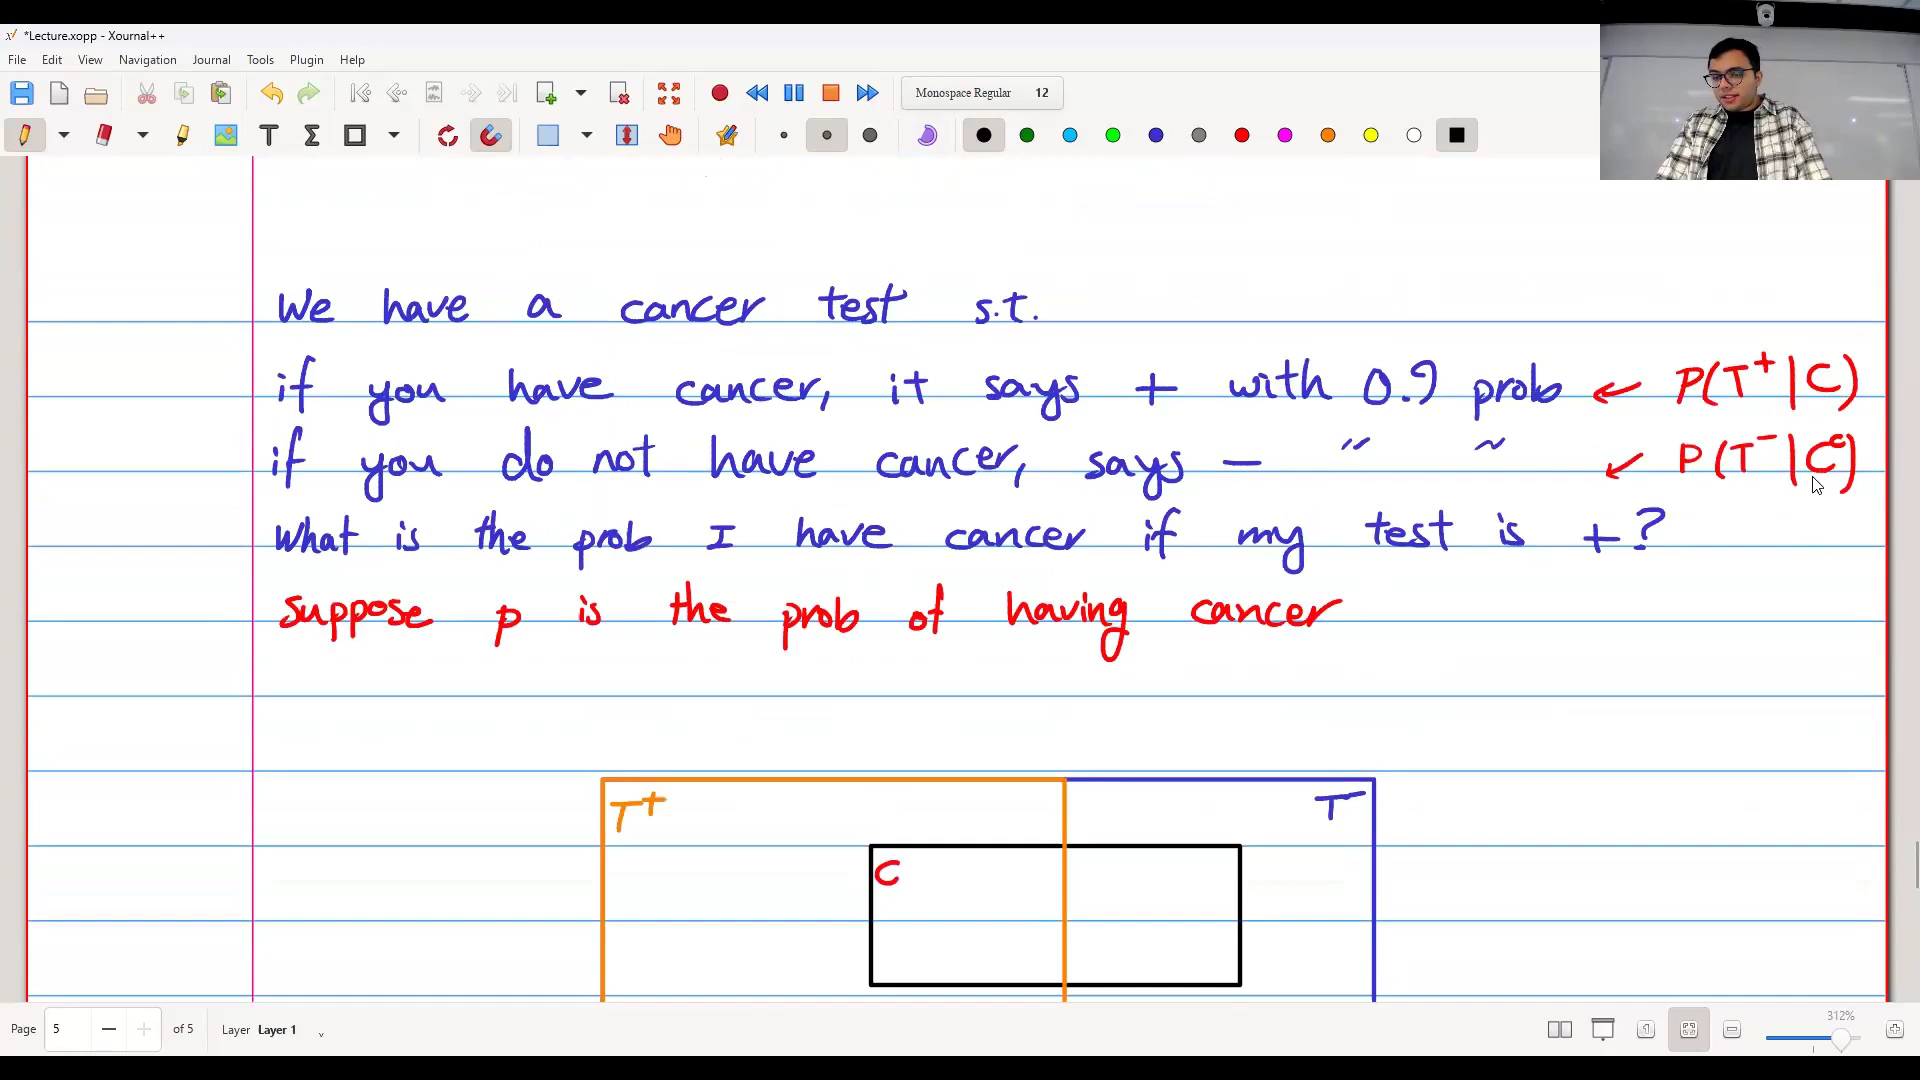 *Lecture.xopp - Xournal++
File Edit View Navigation Journal Tools Plugin Help
Monospace Regular 12
We have a cancer test s.t.
if you have cancer, it says + with 0.9 prob ← P(T⁺|C)
if you do not have cancer, says − " ~ ↙ P(T⁻|Cᶜ)
What is the prob I have cancer if my test is + ?
suppose p is the prob of having cancer
T⁺ T⁻
C
Page 5 of 5 Layer Layer 1 312%